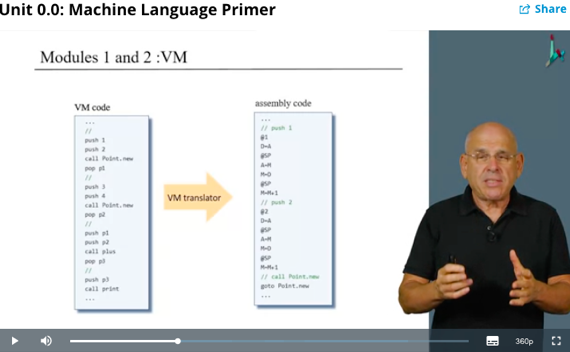 Unit 0.0: Machine Language Primer
Share
Modules 1 and 2 :VM
VM code
...
//
push 1
push 2
call Point.new
pop p1
//
push 3
push 4
call Point.new
pop p2
//
push p1
push p2
call plus
pop p3
//
push p3
call print
...
VM translator
assembly code
...
// push 1
@1
D=A
@SP
A=M
M=D
@SP
M=M+1
// push 2
@2
D=A
@SP
A=M
M=D
@SP
M=M+1
// call Point.new
goto Point.new
...
360p